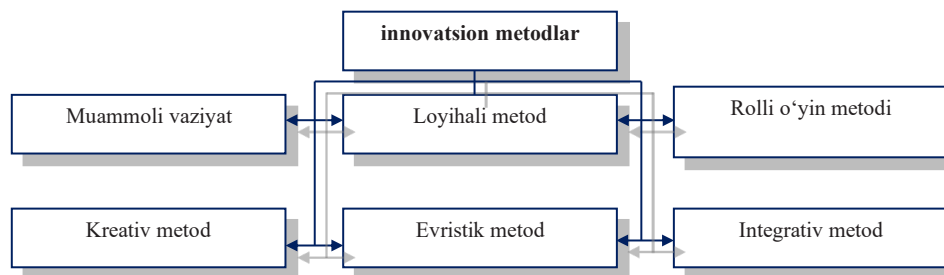 innovatsion metodlar
Muammoli vaziyat
Loyihali metod
Rolli o‘yin metodi
Kreativ metod
Evristik metod
Integrativ metod